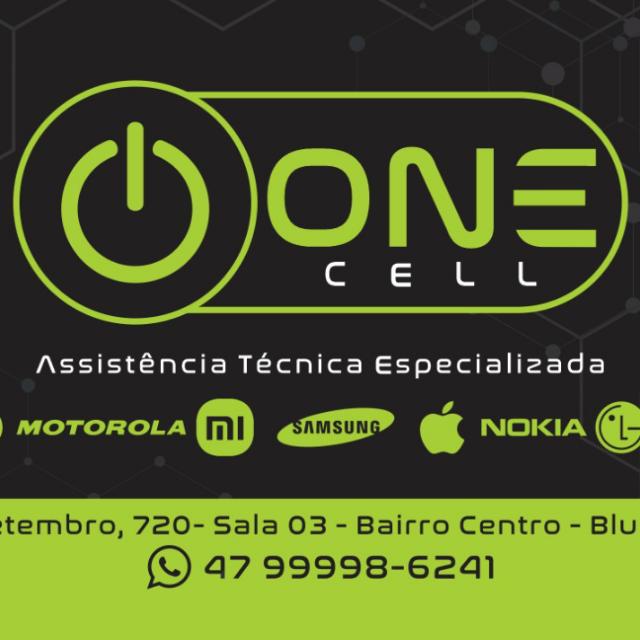 ONE
CELL
Assistência Técnica Especializada
MOTOROLA mi SAMSUNG NOKIA LG
etembro, 720- Sala 03 - Bairro Centro - Blu
47 99998-6241